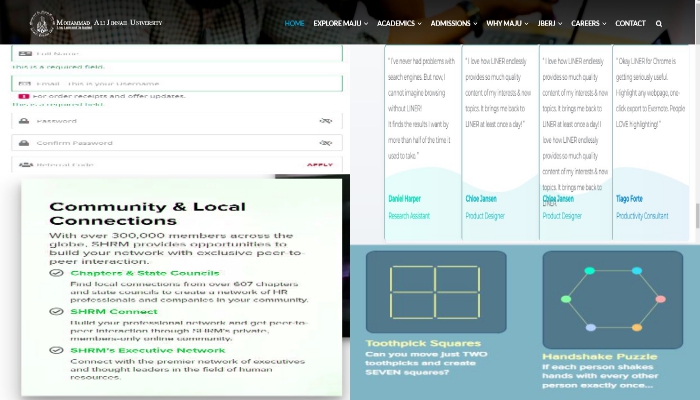 Mohammad Ali Jinnah University
HOME EXPLORE MAJU ACADEMICS ADMISSIONS WHY MAJU JBERJ CAREERS CONTACT
Full Name
This is a required field.
Email - This is your username
For order receipts and offer updates.
This is a required field.
Password
Confirm Password
Referral Code APPLY
Community & Local
Connections
With over 300,000 members across the
globe, SHRM provides opportunities to
build your network with exclusive peer-to-
peer interaction.
Chapters & State Councils
Find local connections from over 607 chapters
and state councils to create a network of HR
professionals and companies in your community.
SHRM Connect
Build your professional network and get peer-to-
peer interaction through SHRM's private,
members-only online community.
SHRM's Executive Network
Connect with the premier network of executives
and thought leaders in the field of human
resources.
" I've never had problems with
search engines. But now, I
cannot imagine browsing
without LINER!
It finds the results I want by
more than half of the time it
used to take. "
Daniel Harper
Research Assistant
" I love how LINER endlessly
provides so much quality
content of my interests & new
topics. It brings me back to
LINER at least once a day! "
Chloe Jansen
Product Designer
" I love how LINER endlessly
provides so much quality
content of my interests & new
topics. It brings me back to
LINER at least once a day! I
love how LINER endlessly
provides so much quality
content of my interests & new
topics. It brings me back to
LINER
Chloe Jansen
Product Designer
" Okay LINER for Chrome is
getting seriously useful.
Highlight any webpage, one-
click export to Evernote. People
LOVE highlighting! "
Tiago Forte
Productivity Consultant
Toothpick Squares
Can you move just TWO
toothpicks and create
SEVEN squares?
Handshake Puzzle
If each person shakes
hands with every other
person exactly once...